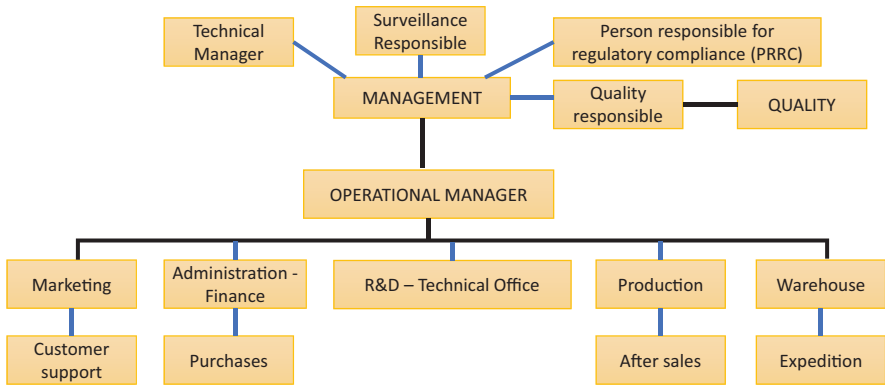 Technical
Manager
Surveillance
Responsible
Person responsible for
regulatory compliance (PRRC)
MANAGEMENT
Quality
responsible
QUALITY
OPERATIONAL MANAGER
Marketing
Administration -
Finance
R&D – Technical Office
Production
Warehouse
Customer
support
Purchases
After sales
Expedition